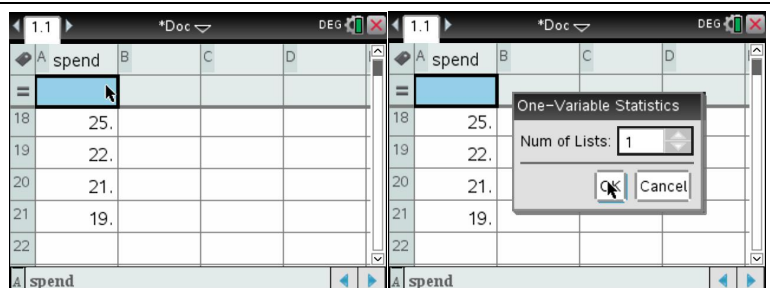 1.1 *Doc DEG
A spend B C D
=
18 25.
19 22.
20 21.
21 19.
22
A spend
1.1 *Doc DEG
A spend B C D
=
One-Variable Statistics
18 25.
Num of Lists: 1
19 22.
20 21.
OK Cancel
21 19.
22
A spend